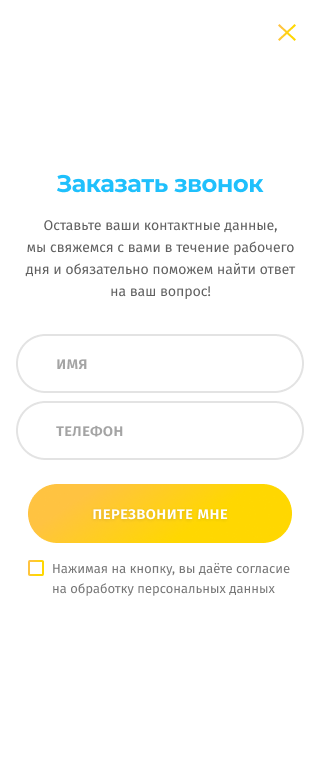 Заказать звонок
Оставьте ваши контактные данные,
мы свяжемся с вами в течение рабочего
дня и обязательно поможем найти ответ
на ваш вопрос!
ИМЯ
ТЕЛЕФОН
ПЕРЕЗВОНИТЕ МНЕ
Нажимая на кнопку, вы даёте согласие
на обработку персональных данных